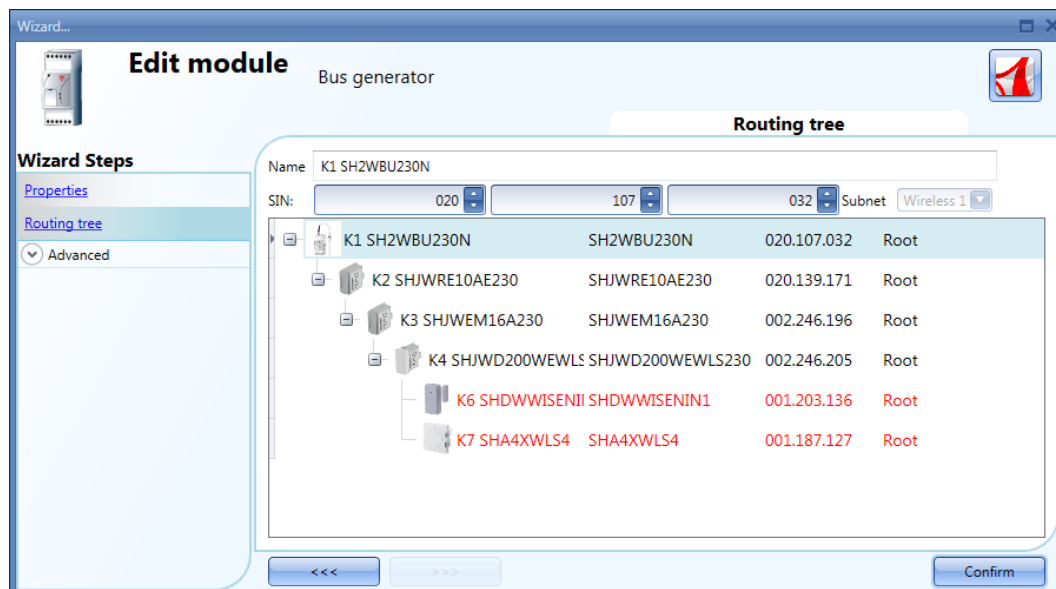 Wizard...
Edit module
Bus generator
Routing tree
Wizard Steps
Properties
Routing tree
Advanced
Name K1 SH2WBU230N
SIN: 020 107 032 Subnet Wireless 1
K1 SH2WBU230N SH2WBU230N 020.107.032 Root
K2 SHJWRE10AE230 SHJWRE10AE230 020.139.171 Root
K3 SHJWEM16A230 SHJWEM16A230 002.246.196 Root
K4 SHJWD200WEWLS SHJWD200WEWLS230 002.246.205 Root
K6 SHDWWISENII SHDWWISENIN1 001.203.136 Root
K7 SHA4XWLS4 SHA4XWLS4 001.187.127 Root
<<< >>> Confirm